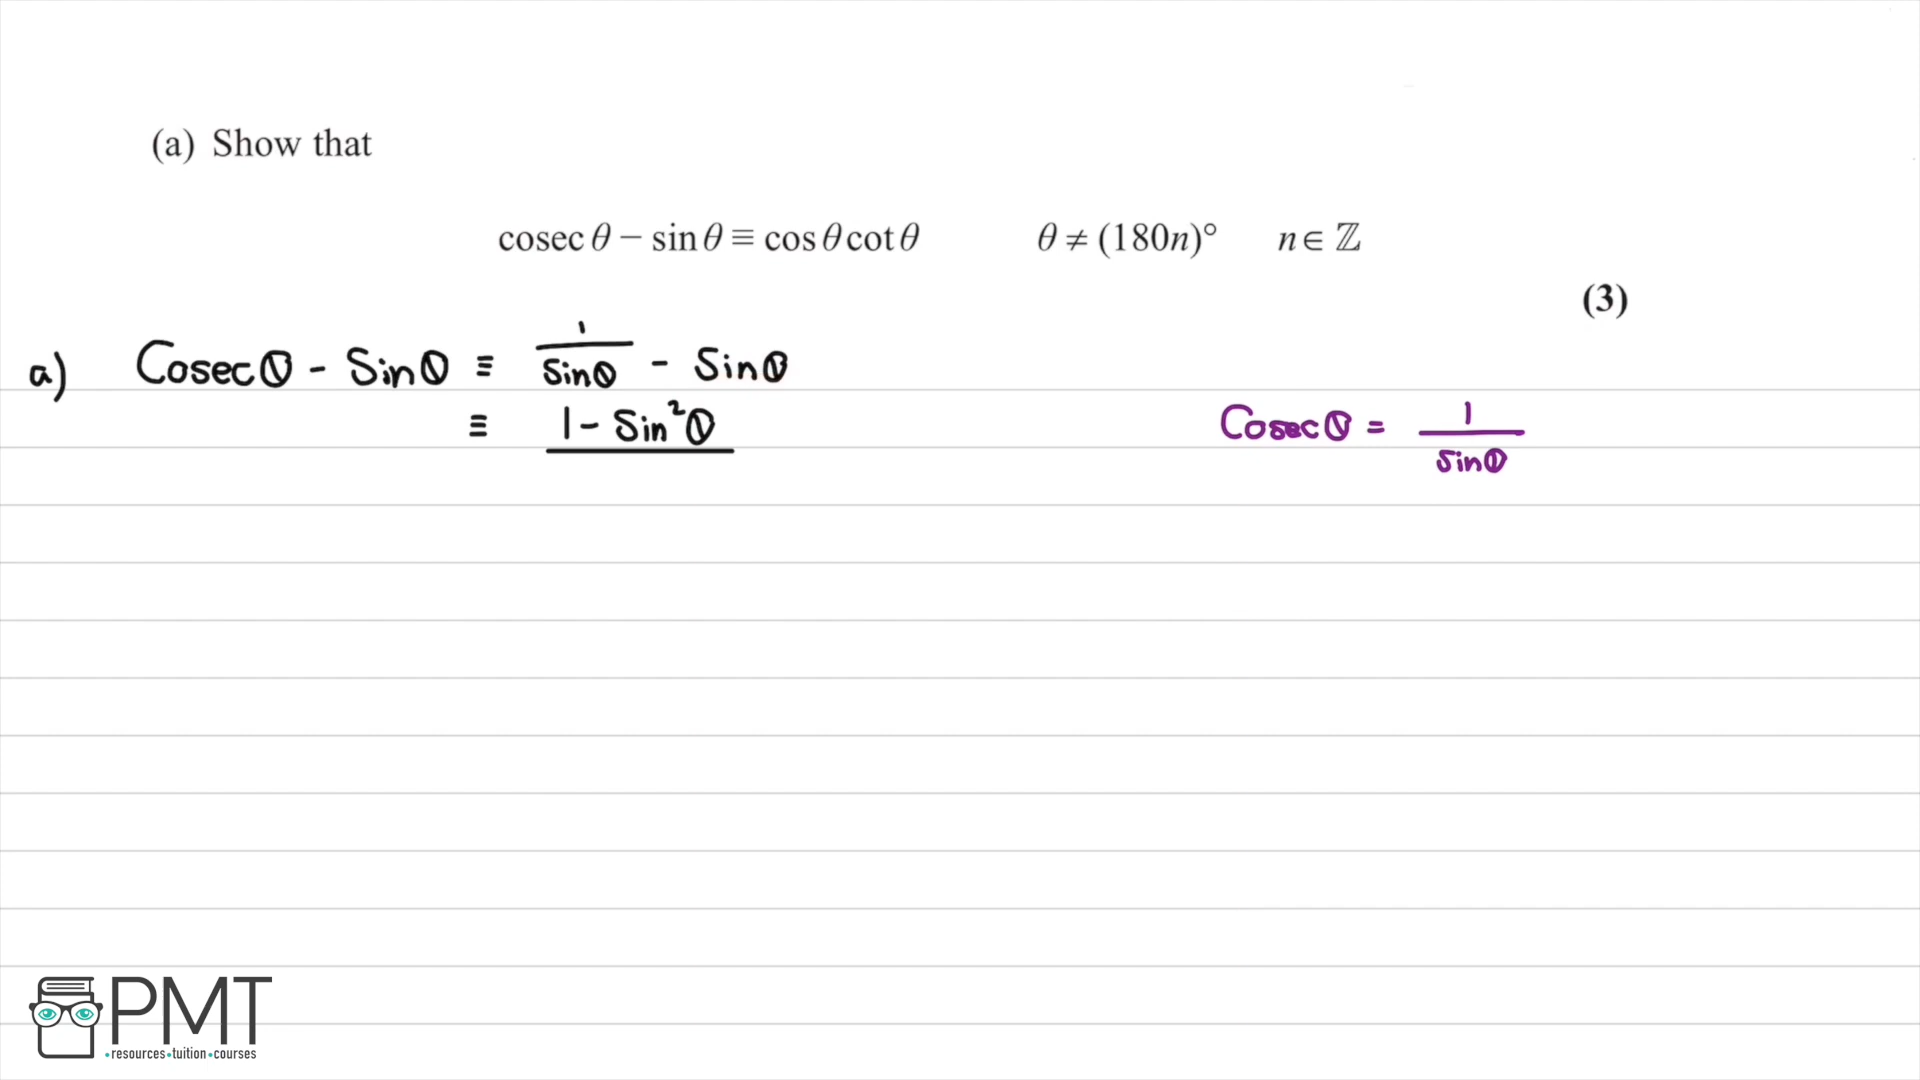 (a) Show that
cosec θ − sin θ ≡ cos θ cot θ θ ≠ (180n)° n ∈ ℤ
(3)
a) Cosec θ - Sin θ ≡ 1/sin θ - Sin θ
≡ 1 - Sin²θ
Cosec θ = 1/sin θ
PMT
•resources•tuition•courses